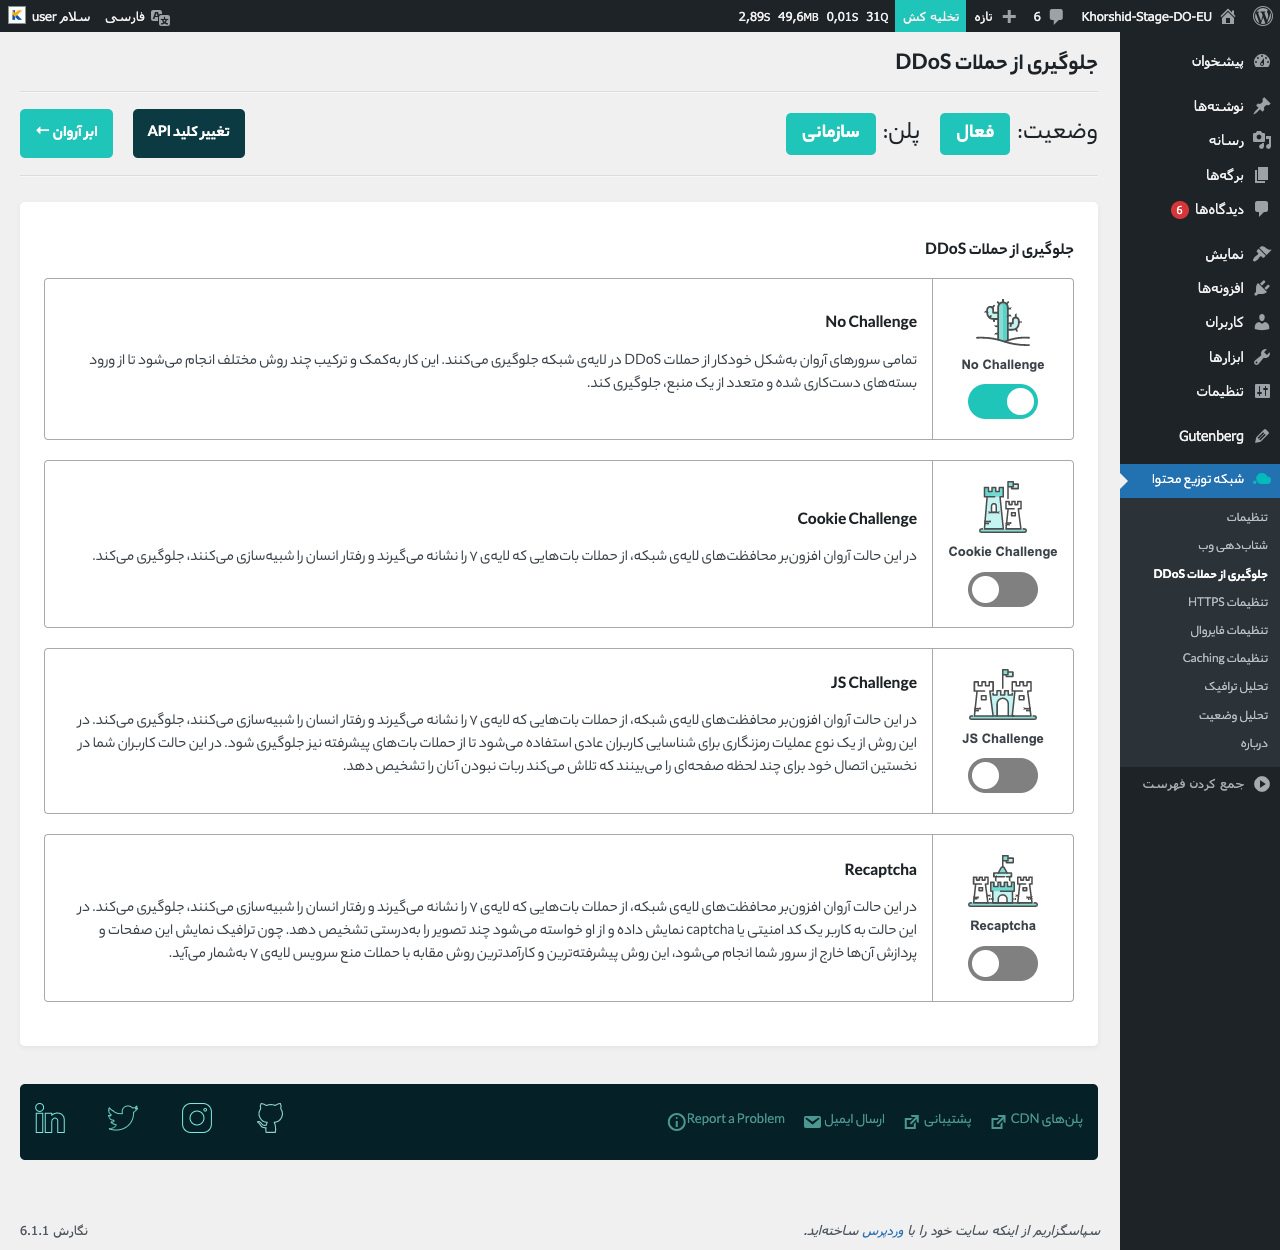 Khorshid-Stage-DO-EU
6
تازه
تخلیه کش
2,89S 49,6MB 0,01S 31Q
فارسی
سلام user
پیشخوان
نوشته‌ها
رسانه
برگه‌ها
دیدگاه‌ها 6
نمایش
افزونه‌ها
کاربران
ابزارها
تنظیمات
Gutenberg
شبکه توزیع محتوا
تنظیمات
شتاب‌دهی وب
جلوگیری از حملات DDoS
تنظیمات HTTPS
تنظیمات فایروال
تنظیمات Caching
تحلیل ترافیک
تحلیل وضعیت
درباره
جمع کردن فهرست
جلوگیری از حملات DDoS
وضعیت: فعال پلن: سازمانی
تغییر کلید API
ابر آروان ←
جلوگیری از حملات DDoS
No Challenge
No Challenge
تمامی سرورهای آروان به‌شکل خودکار از حملات DDoS در لایه‌ی شبکه جلوگیری می‌کنند. این کار به‌کمک و ترکیب چند روش مختلف انجام می‌شود تا از ورود
بسته‌های دست‌کاری شده و متعدد از یک منبع، جلوگیری کند.
Cookie Challenge
Cookie Challenge
در این حالت آروان افزون‌بر محافظت‌های لایه‌ی شبکه، از حملات بات‌هایی که لایه‌ی ۷ را نشانه می‌گیرند و رفتار انسان را شبیه‌سازی می‌کنند، جلوگیری می‌کند.
JS Challenge
JS Challenge
در این حالت آروان افزون‌بر محافظت‌های لایه‌ی شبکه، از حملات بات‌هایی که لایه‌ی ۷ را نشانه می‌گیرند و رفتار انسان را شبیه‌سازی می‌کنند، جلوگیری می‌کند. در
این روش از یک نوع عملیات رمزنگاری برای شناسایی کاربران عادی استفاده می‌شود تا از حملات بات‌های پیشرفته نیز جلوگیری شود. در این حالت کاربران شما در
نخستین اتصال خود برای چند لحظه صفحه‌ای را می‌بینند که تلاش می‌کند ربات نبودن آنان را تشخیص دهد.
Recaptcha
Recaptcha
در این حالت آروان افزون‌بر محافظت‌های لایه‌ی شبکه، از حملات بات‌هایی که لایه‌ی ۷ را نشانه می‌گیرند و رفتار انسان را شبیه‌سازی می‌کنند، جلوگیری می‌کند. در
این حالت به کاربر یک کد امنیتی یا captcha نمایش داده و از او خواسته می‌شود چند تصویر را به‌درستی تشخیص دهد. چون ترافیک نمایش این صفحات و
پردازش آن‌ها خارج از سرور شما انجام می‌شود، این روش پیشرفته‌ترین و کارآمدترین روش مقابه با حملات منع سرویس لایه‌ی ۷ به‌شمار می‌آید.
پلن‌های CDN
پشتیبانی
ارسال ایمیل
Report a Problem
سپاسگزاریم از اینکه سایت خود را با وردپرس ساخته‌اید.
نگارش 6.1.1